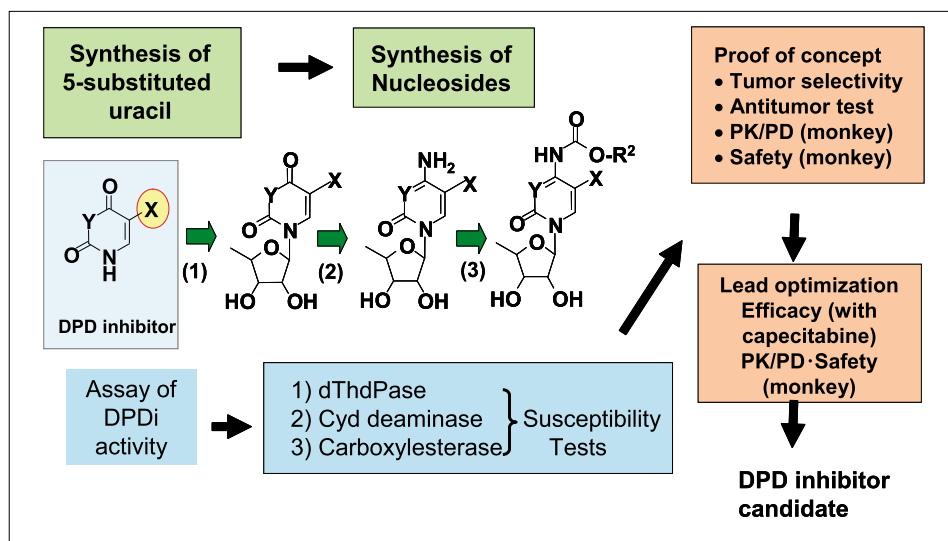 Synthesis of
5-substituted
uracil
Synthesis of
Nucleosides
Proof of concept
• Tumor selectivity
• Antitumor test
• PK/PD (monkey)
• Safety (monkey)
O
Y
X
O
N
H
DPD inhibitor
(1)
O
Y
X
O
N
O
HO OH
(2)
NH₂
Y
X
O
N
O
HO OH
(3)
O
HN
O-R²
Y
X
O
N
O
HO OH
Lead optimization
Efficacy (with
capecitabine)
PK/PD·Safety
(monkey)
Assay of
DPDi
activity
1) dThdPase
2) Cyd deaminase
3) Carboxylesterase
Susceptibility
Tests
DPD inhibitor
candidate